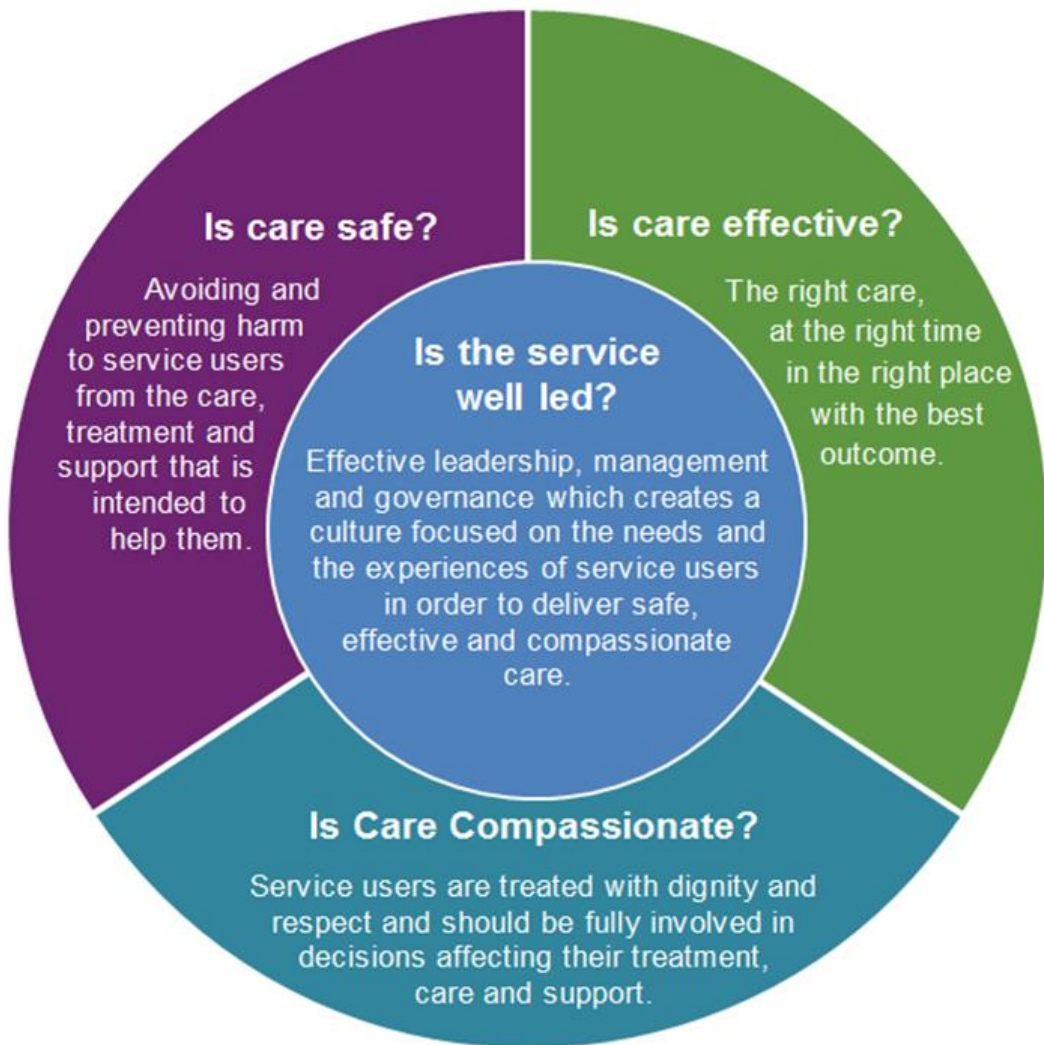 Is care safe?
Avoiding and
preventing harm
to service users
from the care,
treatment and
support that is
intended to
help them.
Is care effective?
The right care,
at the right time
in the right place
with the best
outcome.
Is the service
well led?
Effective leadership, management
and governance which creates a
culture focused on the needs and
the experiences of service users
in order to deliver safe,
effective and compassionate
care.
Is Care Compassionate?
Service users are treated with dignity and
respect and should be fully involved in
decisions affecting their treatment,
care and support.